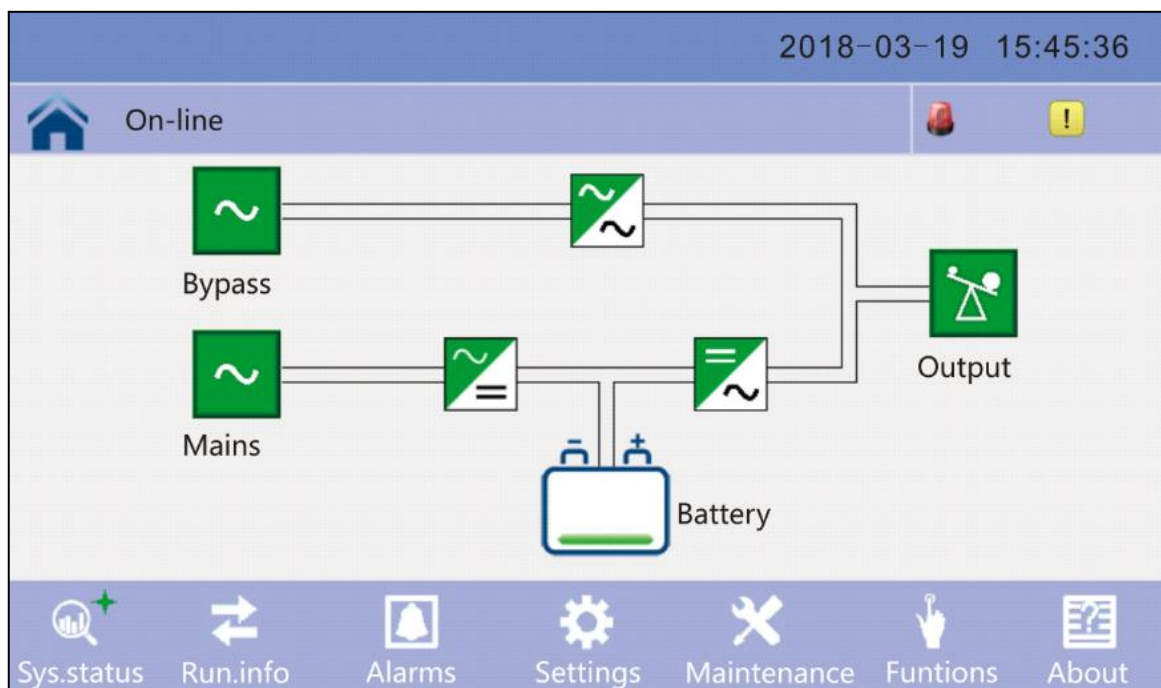 2018-03-19 15:45:36
On-line
!
Bypass
Output
Mains
- +
Battery
Sys.status Run.info Alarms Settings Maintenance Funtions About